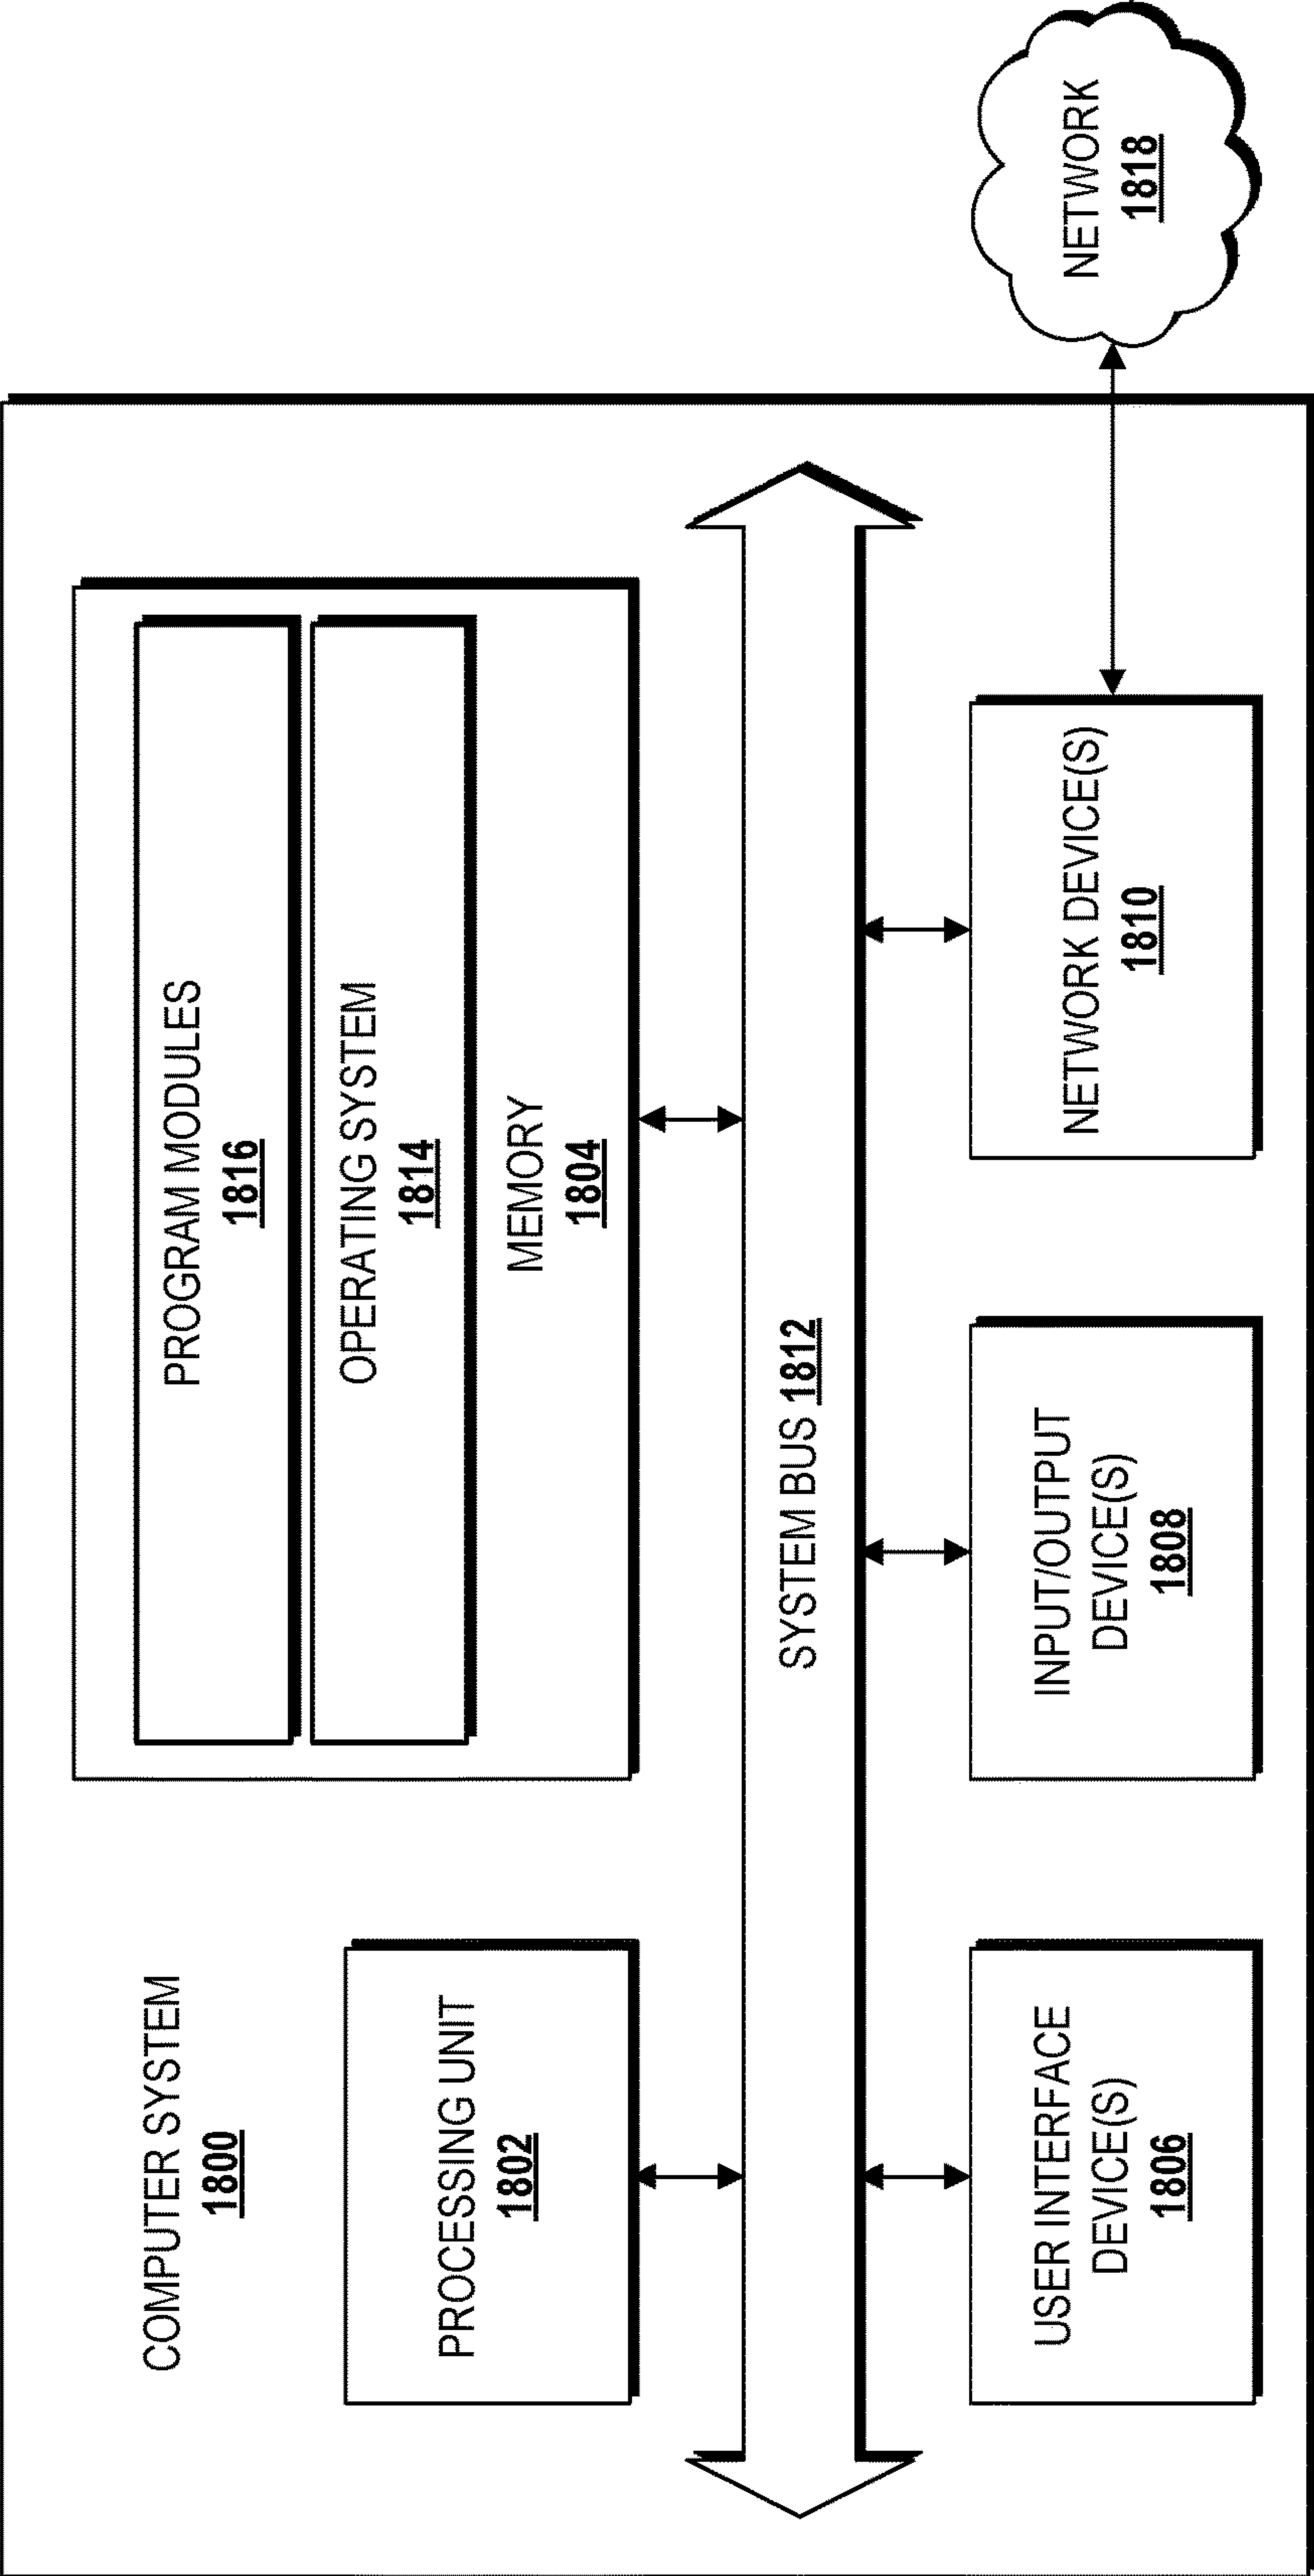 COMPUTER SYSTEM
1800
PROCESSING UNIT
1802
PROGRAM MODULES
1816
OPERATING SYSTEM
1814
MEMORY
1804
SYSTEM BUS 1812
USER INTERFACE
DEVICE(S)
1806
INPUT/OUTPUT
DEVICE(S)
1808
NETWORK DEVICE(S)
1810
NETWORK
1818